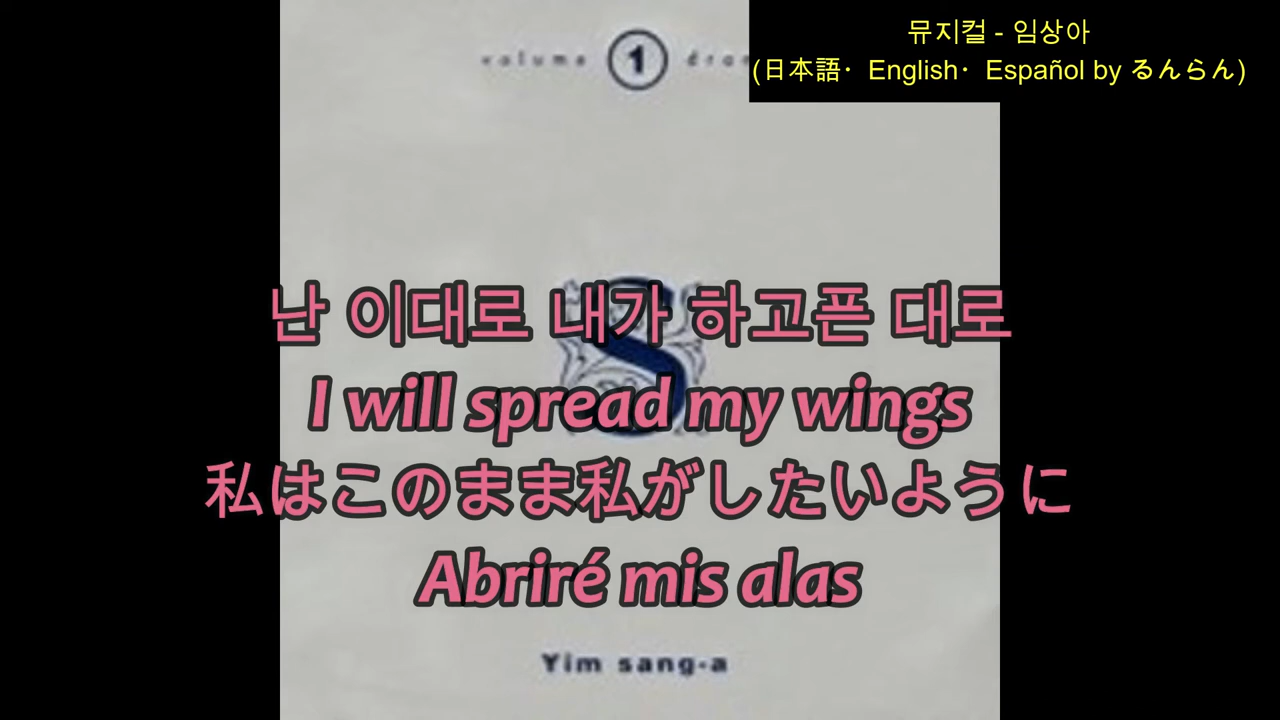 뮤지컬 - 임상아
(日本語・English・Español by るんらん)
volume 1
난 이대로 내가 하고픈 대로
I will spread my wings
私はこのまま私がしたいように
Abriré mis alas
S
Yim sang-a